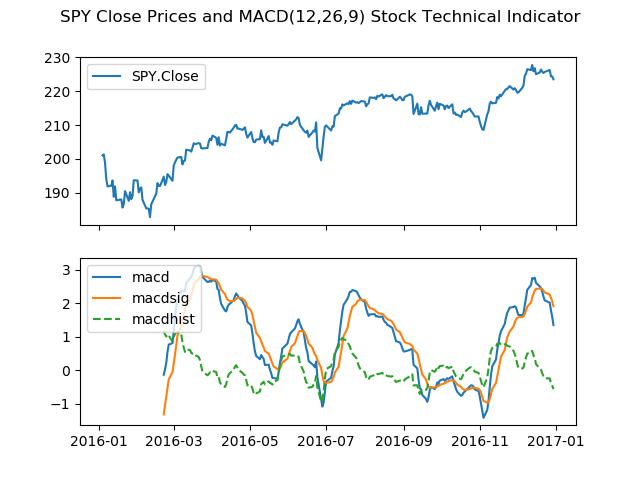 SPY Close Prices and MACD(12,26,9) Stock Technical Indicator
230
220
210
200
190
SPY.Close
3
2
1
0
−1
macd
macdsig
macdhist
2016-01 2016-03 2016-05 2016-07 2016-09 2016-11 2017-01